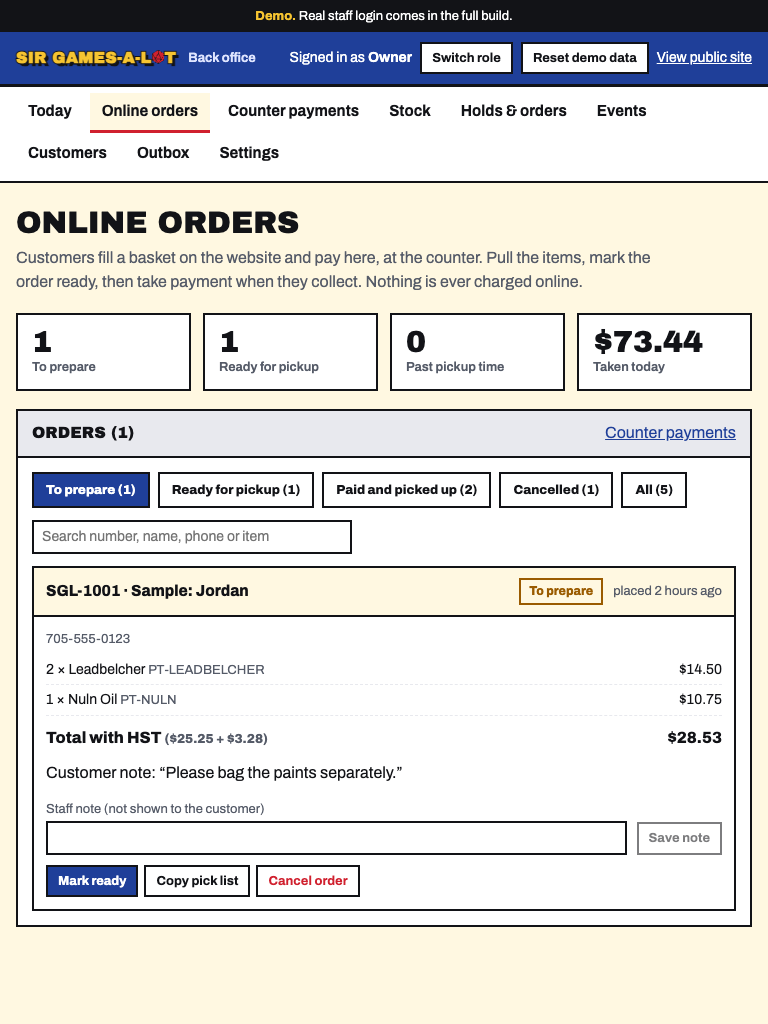 Demo. Real staff login comes in the full build.
SIR GAMES-A-LOT Back office Signed in as Owner Switch role Reset demo data View public site
Today Online orders Counter payments Stock Holds & orders Events
Customers Outbox Settings
ONLINE ORDERS
Customers fill a basket on the website and pay here, at the counter. Pull the items, mark the
order ready, then take payment when they collect. Nothing is ever charged online.
1 1 0 $73.44
To prepare Ready for pickup Past pickup time Taken today
ORDERS (1) Counter payments
To prepare (1) Ready for pickup (1) Paid and picked up (2) Cancelled (1) All (5)
Search number, name, phone or item
SGL-1001 · Sample: Jordan To prepare placed 2 hours ago
705-555-0123
2 × Leadbelcher PT-LEADBELCHER $14.50
1 × Nuln Oil PT-NULN $10.75
Total with HST ($25.25 + $3.28) $28.53
Customer note: “Please bag the paints separately.”
Staff note (not shown to the customer)
Save note
Mark ready Copy pick list Cancel order